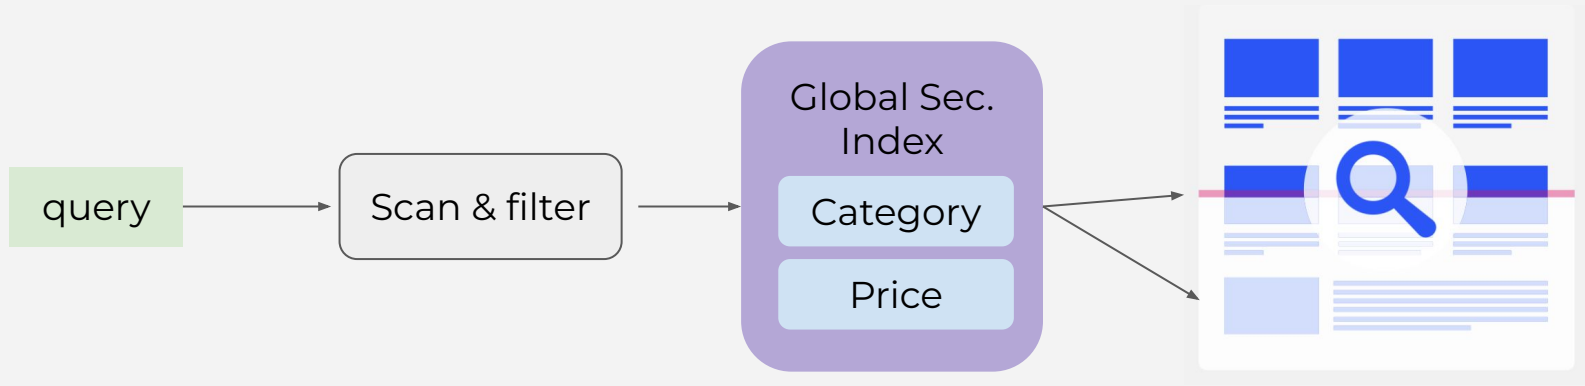 query
Scan & filter
Global Sec.
Index
Category
Price